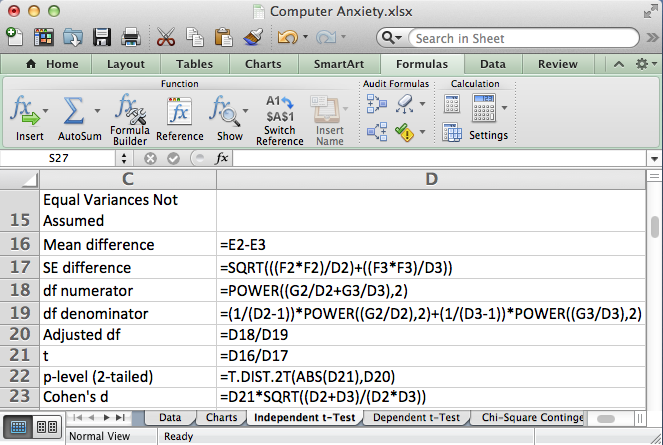 Computer Anxiety.xlsx
Search in Sheet
Home Layout Tables Charts SmartArt Formulas Data Review
Function Audit Formulas Calculation
fx Σ fx fx fx A1 fx
$A$1
Insert AutoSum Formula Builder Reference Show Switch Reference Insert Name Settings
S27 fx
C D
15 Equal Variances Not
Assumed
16 Mean difference =E2-E3
17 SE difference =SQRT(((F2*F2)/D2)+((F3*F3)/D3))
18 df numerator =POWER((G2/D2+G3/D3),2)
19 df denominator =(1/(D2-1))*POWER((G2/D2),2)+(1/(D3-1))*POWER((G3/D3),2)
20 Adjusted df =D18/D19
21 t =D16/D17
22 p-level (2-tailed) =T.DIST.2T(ABS(D21),D20)
23 Cohen's d =D21*SQRT((D2+D3)/(D2*D3))
Data Charts Independent t-Test Dependent t-Test Chi-Square Continge
Normal View Ready